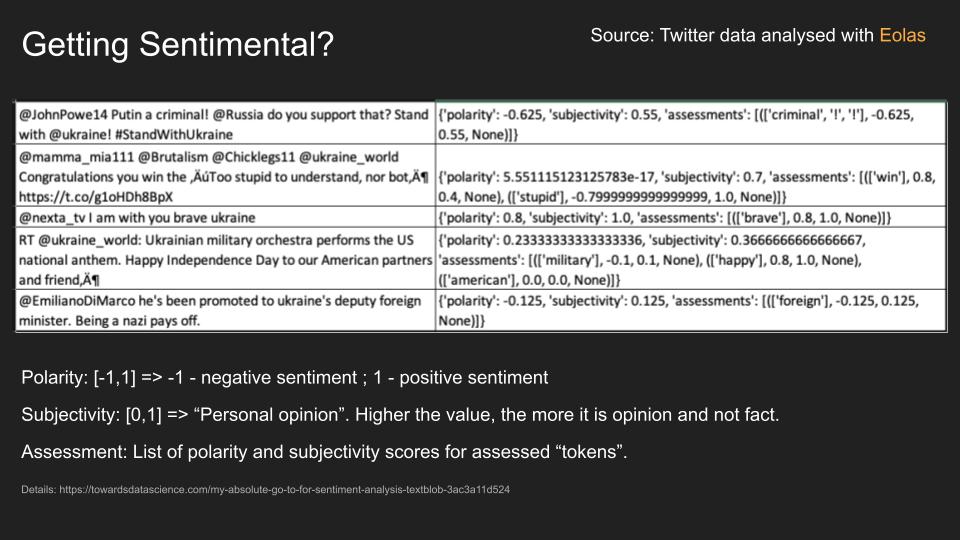 Getting Sentimental?
Source: Twitter data analysed with Eolas
@JohnPowe14 Putin a criminal! @Russia do you support that? Stand
with @ukraine! #StandWithUkraine
{'polarity': -0.625, 'subjectivity': 0.55, 'assessments': [(['criminal', '!', '!'], -0.625,
0.55, None)]}
@mamma_mia111 @Brutalism @Chicklegs11 @ukraine_world
Congratulations you win the ‚ÄúToo stupid to understand, nor bot‚Ä¶
https://t.co/g1oHDh8BpX
{'polarity': 5.551115123125783e-17, 'subjectivity': 0.7, 'assessments': [(['win'], 0.8,
0.4, None), (['stupid'], -0.7999999999999999, 1.0, None)]}
@nexta_tv I am with you brave ukraine
{'polarity': 0.8, 'subjectivity': 1.0, 'assessments': [(['brave'], 0.8, 1.0, None)]}
RT @ukraine_world: Ukrainian military orchestra performs the US
national anthem. Happy Independence Day to our American partners
and friend‚Ä¶
{'polarity': 0.23333333333333336, 'subjectivity': 0.3666666666666667,
'assessments': [(['military'], -0.1, 0.1, None), (['happy'], 0.8, 1.0, None),
(['american'], 0.0, 0.0, None)]}
@EmilianoDiMarco he's been promoted to ukraine's deputy foreign
minister. Being a nazi pays off.
{'polarity': -0.125, 'subjectivity': 0.125, 'assessments': [(['foreign'], -0.125, 0.125,
None)]}
Polarity: [-1,1] => -1 - negative sentiment ; 1 - positive sentiment
Subjectivity: [0,1] => “Personal opinion”. Higher the value, the more it is opinion and not fact.
Assessment: List of polarity and subjectivity scores for assessed “tokens”.
Details: https://towardsdatascience.com/my-absolute-go-to-for-sentiment-analysis-textblob-3ac3a11d524